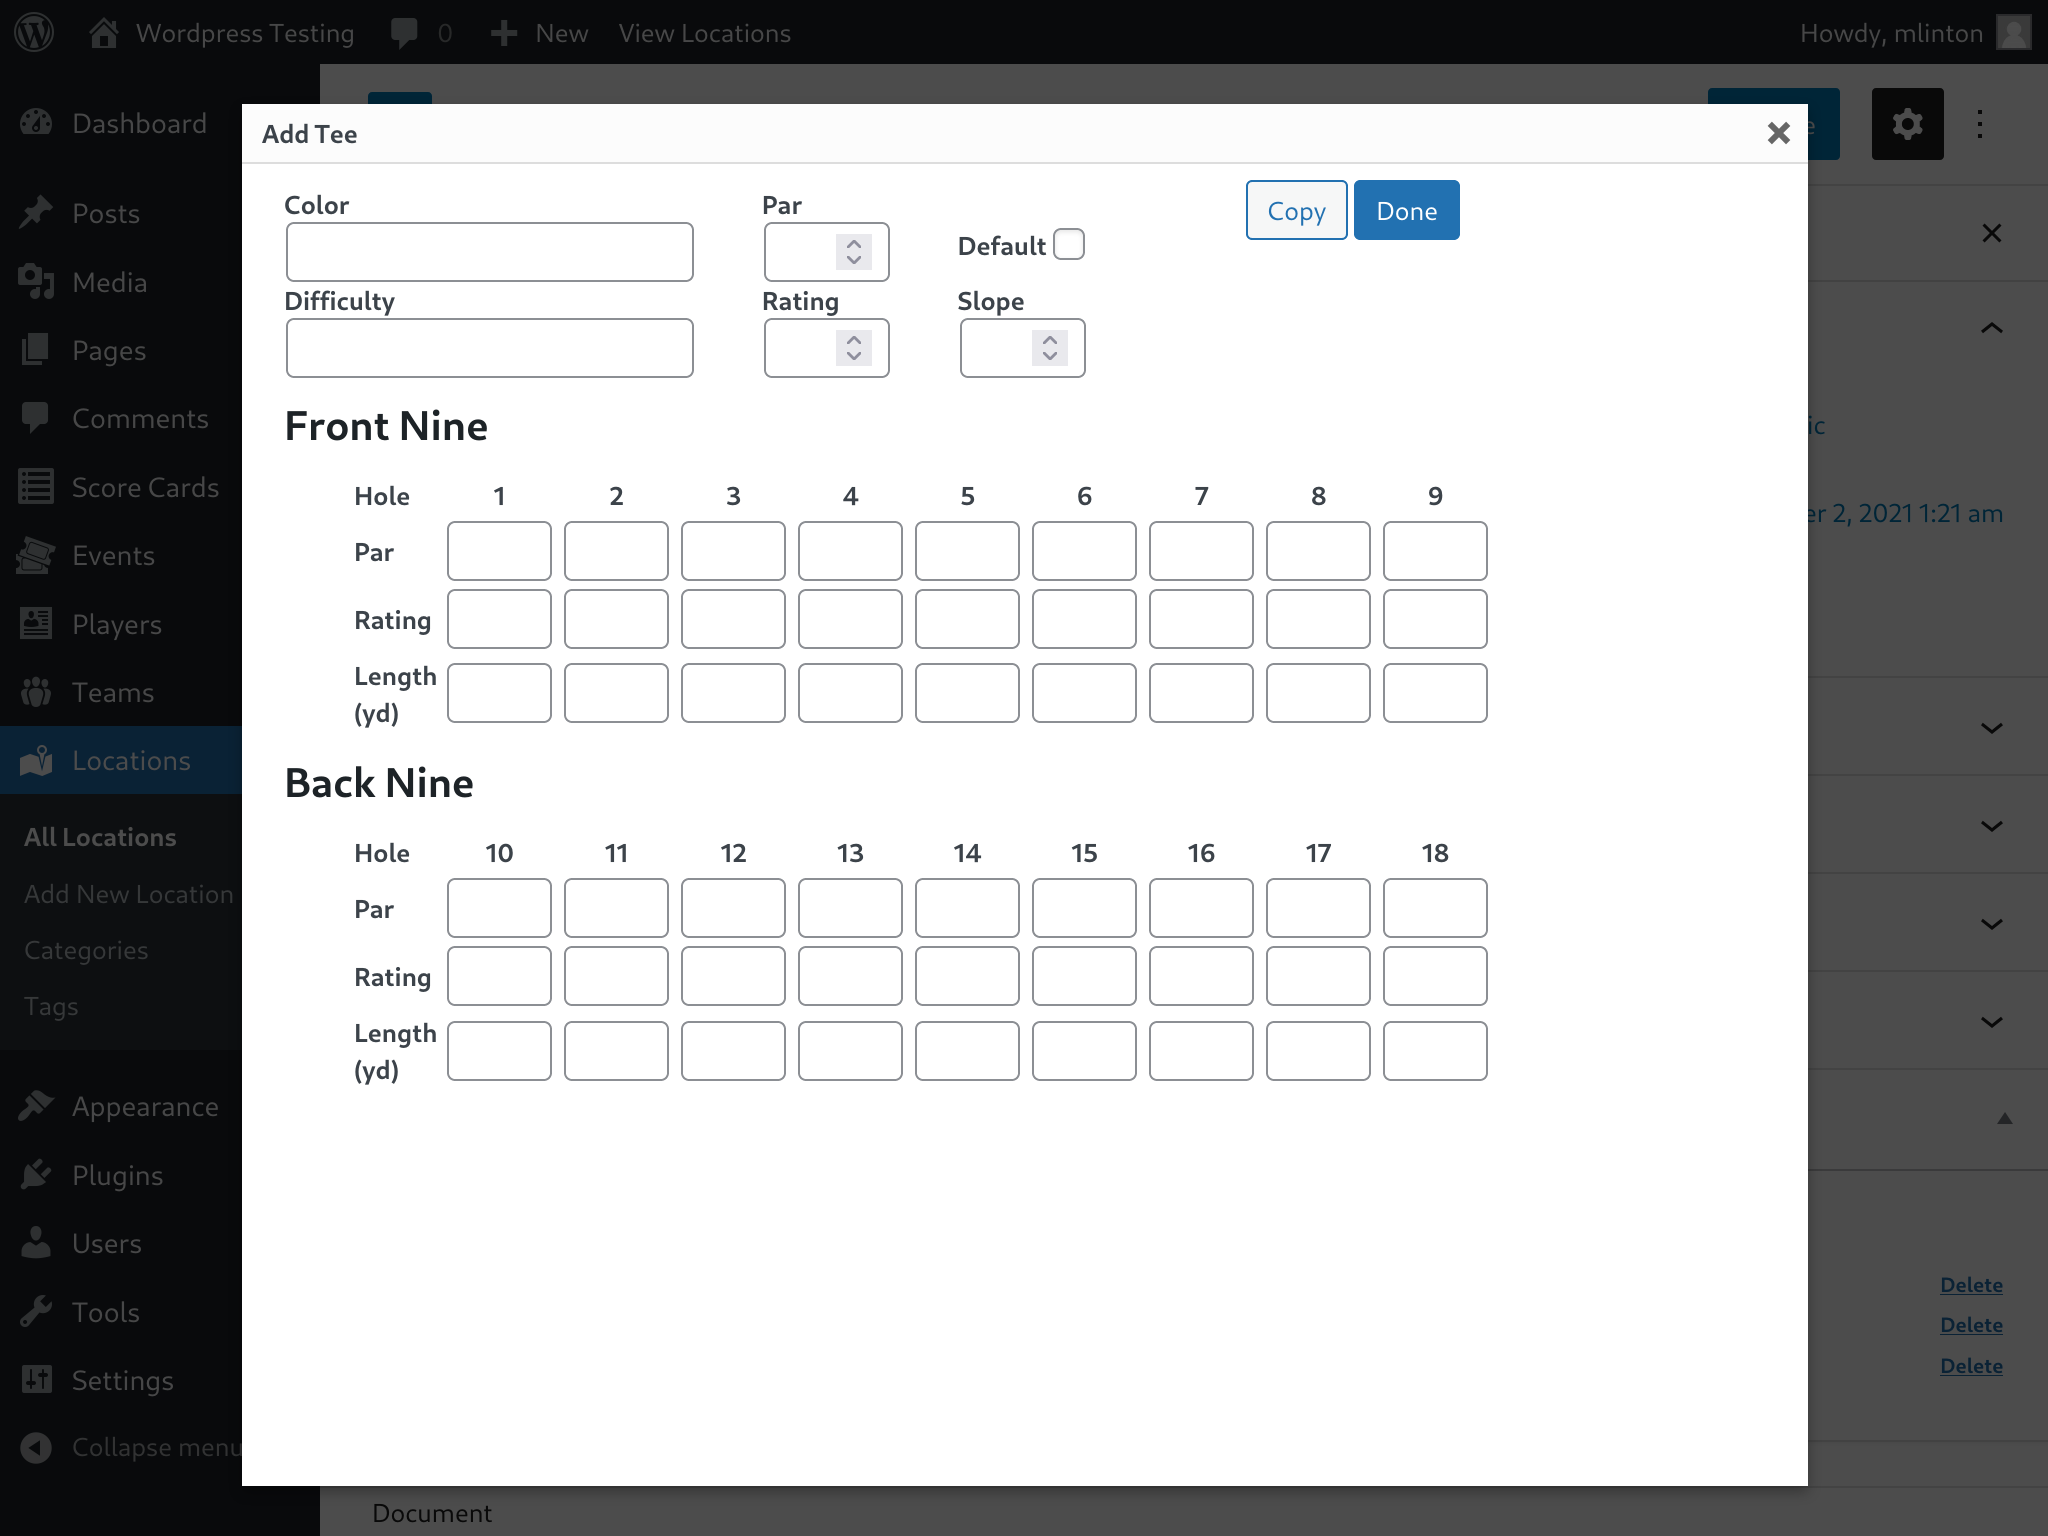 Wordpress Testing 0 New View Locations Howdy, mlinton
Dashboard
Posts
Media
Pages
Comments
Score Cards
Events
Players
Teams
Locations
All Locations
Add New Location
Categories
Tags
Appearance
Plugins
Users
Tools
Settings
Collapse menu
Add Tee
Color Par Copy Done
Default
Difficulty Rating Slope
Front Nine
Hole 1 2 3 4 5 6 7 8 9
Par
Rating
Length
(yd)
Back Nine
Hole 10 11 12 13 14 15 16 17 18
Par
Rating
Length
(yd)
2, 2021 1:21 am
Delete
Delete
Delete
Document